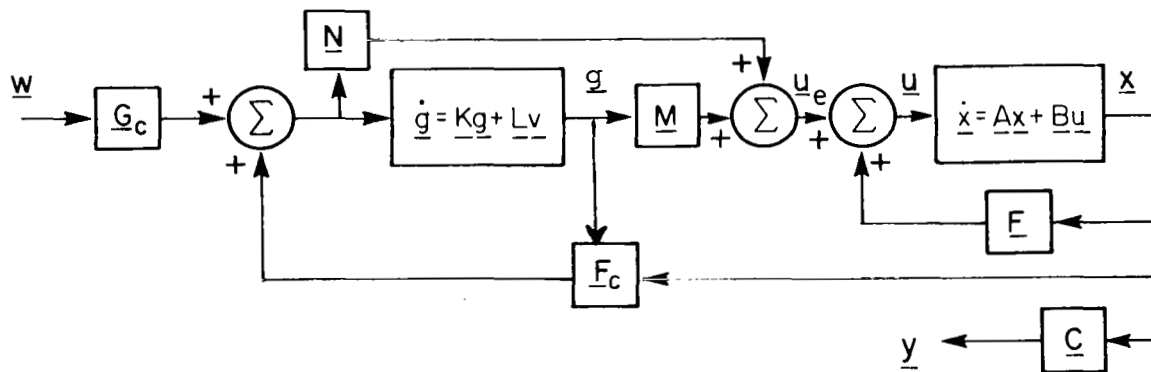 N
w
G_c
+
Σ
+
ġ = Kg + Lv
g
M
+
+
Σ
u_e
+
+
Σ
u
ẋ = Ax + Bu
x
F
F_c
C
y